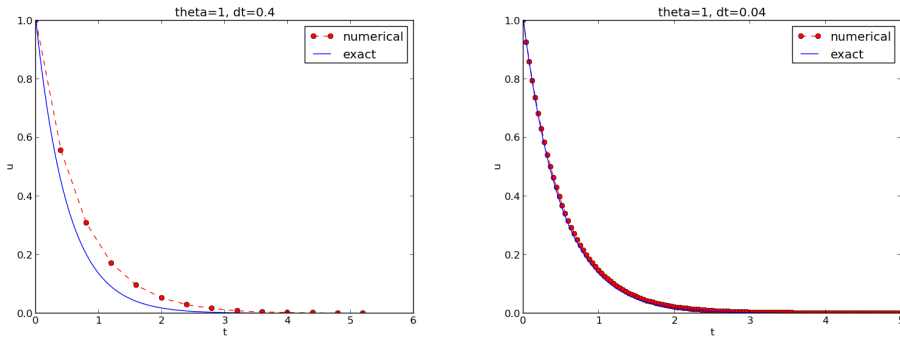 theta=1, dt=0.4
1.0
0.8
0.6
0.4
0.2
0.0
u
numerical
exact
0 1 2 3 4 5 6
t
theta=1, dt=0.04
1.0
0.8
0.6
0.4
0.2
0.0
u
numerical
exact
0 1 2 3 4 5
t